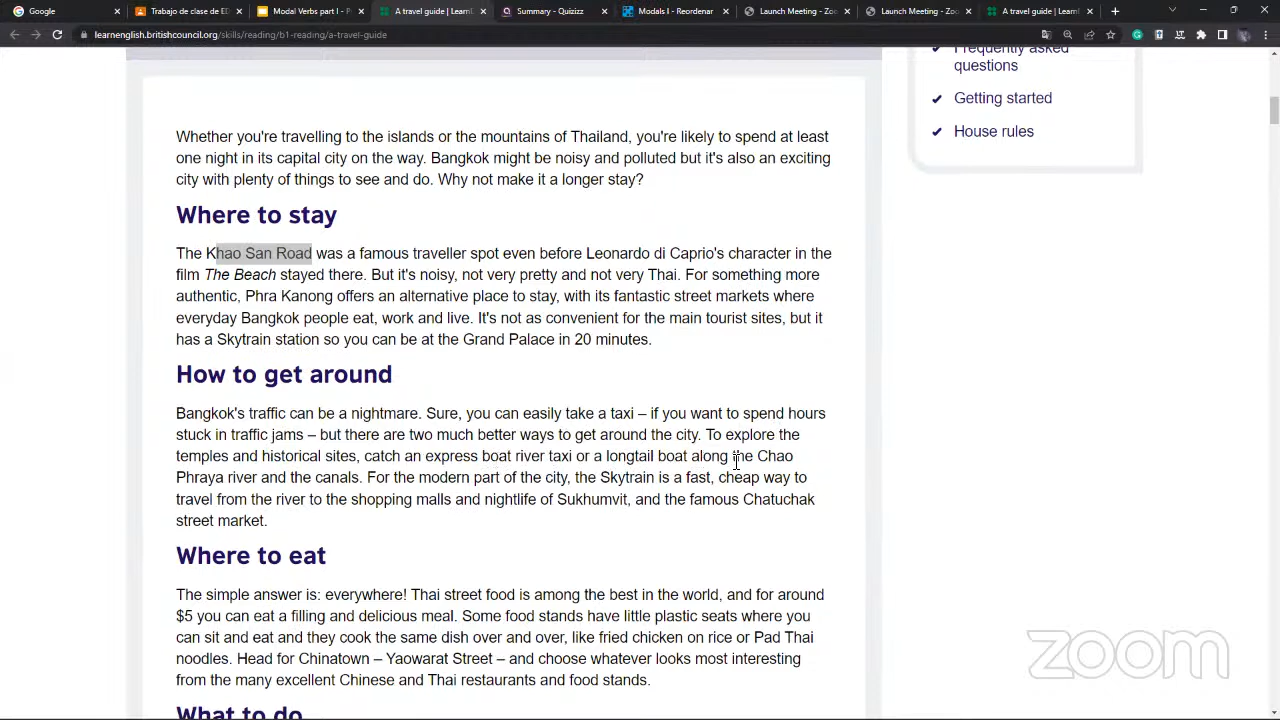 Google
Trabajo de clase de ED
Modal Verbs part I - P
A travel guide | Learn
Summary - Quizizz
Modals I - Reordenar
Launch Meeting -
Launch Meeting - Zoo
A travel guide | Learn
learnenglish.britishcouncil.org/skills/reading/b1-reading/a-travel-guide
Frequently asked
questions
Getting started
House rules
Whether you're travelling to the islands or the mountains of Thailand, you're likely to spend at least
one night in its capital city on the way. Bangkok might be noisy and polluted but it's also an exciting
city with plenty of things to see and do. Why not make it a longer stay?
Where to stay
The Khao San Road was a famous traveller spot even before Leonardo di Caprio's character in the
film The Beach stayed there. But it's noisy, not very pretty and not very Thai. For something more
authentic, Phra Kanong offers an alternative place to stay, with its fantastic street markets where
everyday Bangkok people eat, work and live. It's not as convenient for the main tourist sites, but it
has a Skytrain station so you can be at the Grand Palace in 20 minutes.
How to get around
Bangkok's traffic can be a nightmare. Sure, you can easily take a taxi – if you want to spend hours
stuck in traffic jams – but there are two much better ways to get around the city. To explore the
temples and historical sites, catch an express boat river taxi or a longtail boat along the Chao
Phraya river and the canals. For the modern part of the city, the Skytrain is a fast, cheap way to
travel from the river to the shopping malls and nightlife of Sukhumvit, and the famous Chatuchak
street market.
Where to eat
The simple answer is: everywhere! Thai street food is among the best in the world, and for around
$5 you can eat a filling and delicious meal. Some food stands have little plastic seats where you
can sit and eat and they cook the same dish over and over, like fried chicken on rice or Pad Thai
noodles. Head for Chinatown – Yaowarat Street – and choose whatever looks most interesting
from the many excellent Chinese and Thai restaurants and food stands.
What to do
zoom